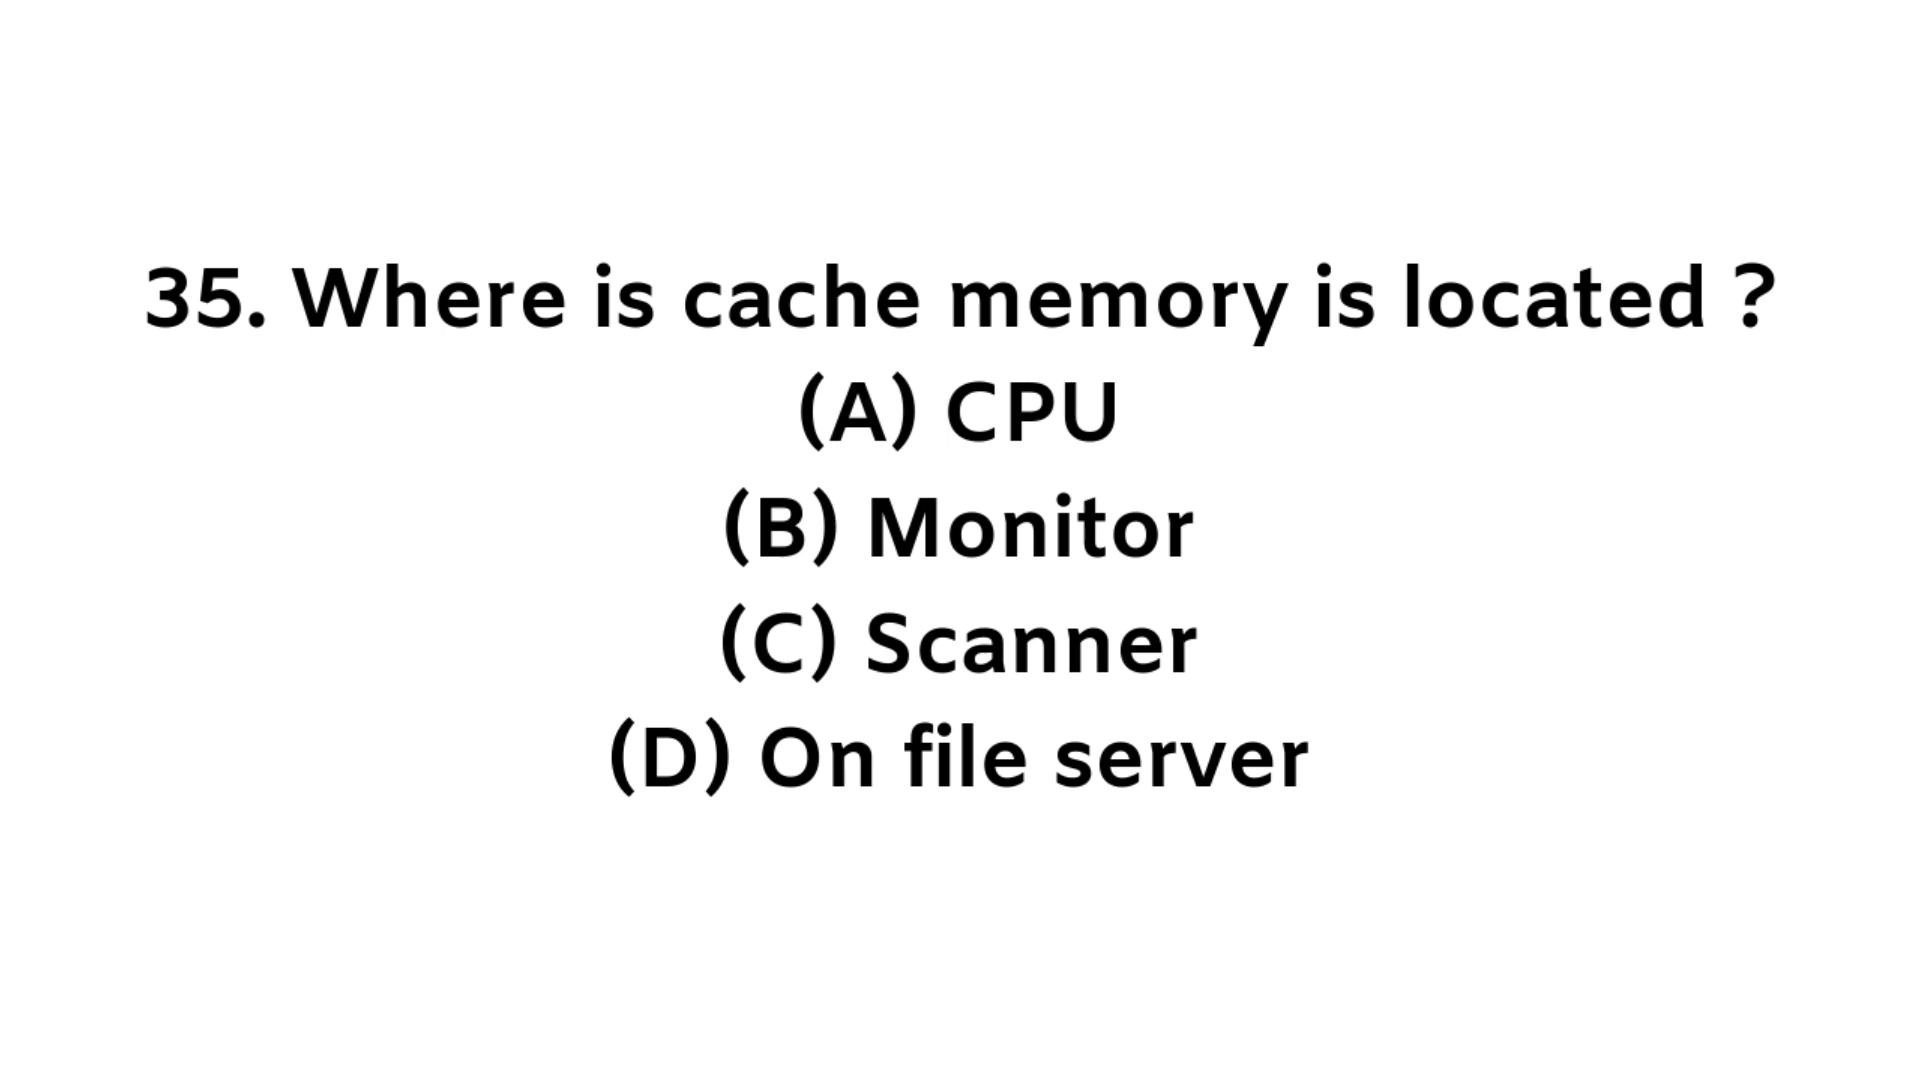 35. Where is cache memory is located ?
(A) CPU
(B) Monitor
(C) Scanner
(D) On file server